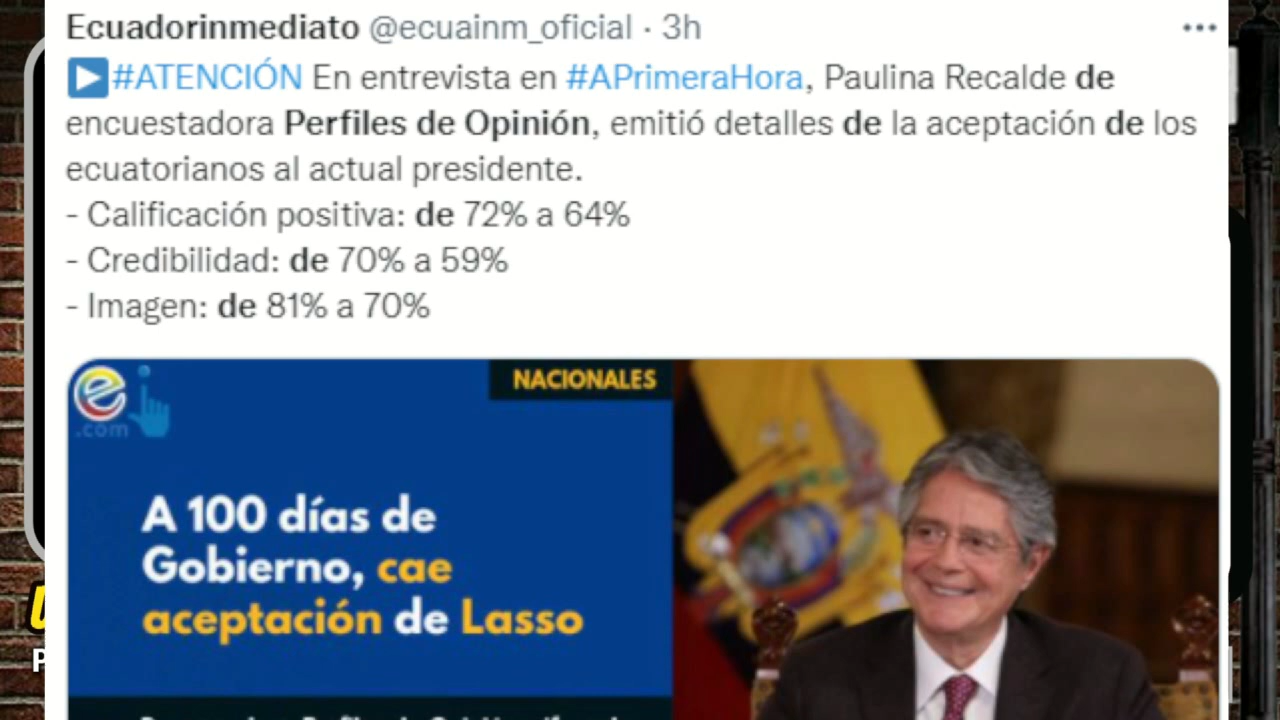 Ecuadorinmediato @ecuainm_oficial · 3h
#ATENCIÓN En entrevista en #APrimeraHora, Paulina Recalde de
encuestadora Perfiles de Opinión, emitió detalles de la aceptación de los
ecuatorianos al actual presidente.
- Calificación positiva: de 72% a 64%
- Credibilidad: de 70% a 59%
- Imagen: de 81% a 70%
e
.com
NACIONALES
A 100 días de
Gobierno, cae
aceptación de Lasso